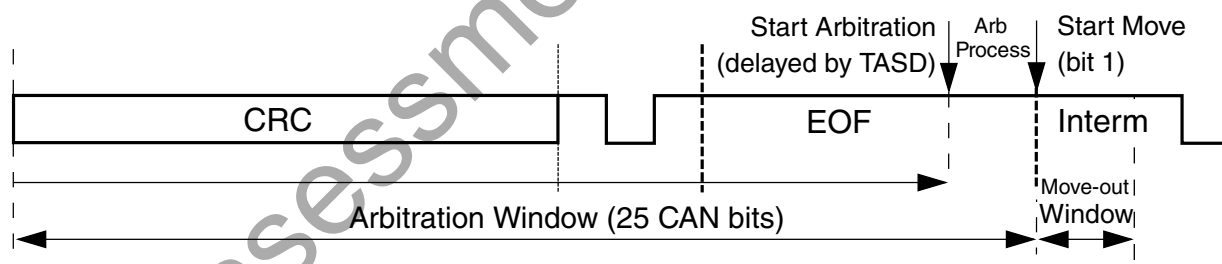 Start Arbitration
(delayed by TASD)
Arb
Process
Start Move
(bit 1)
CRC
EOF
Interm
Arbitration Window (25 CAN bits)
Move-out
Window